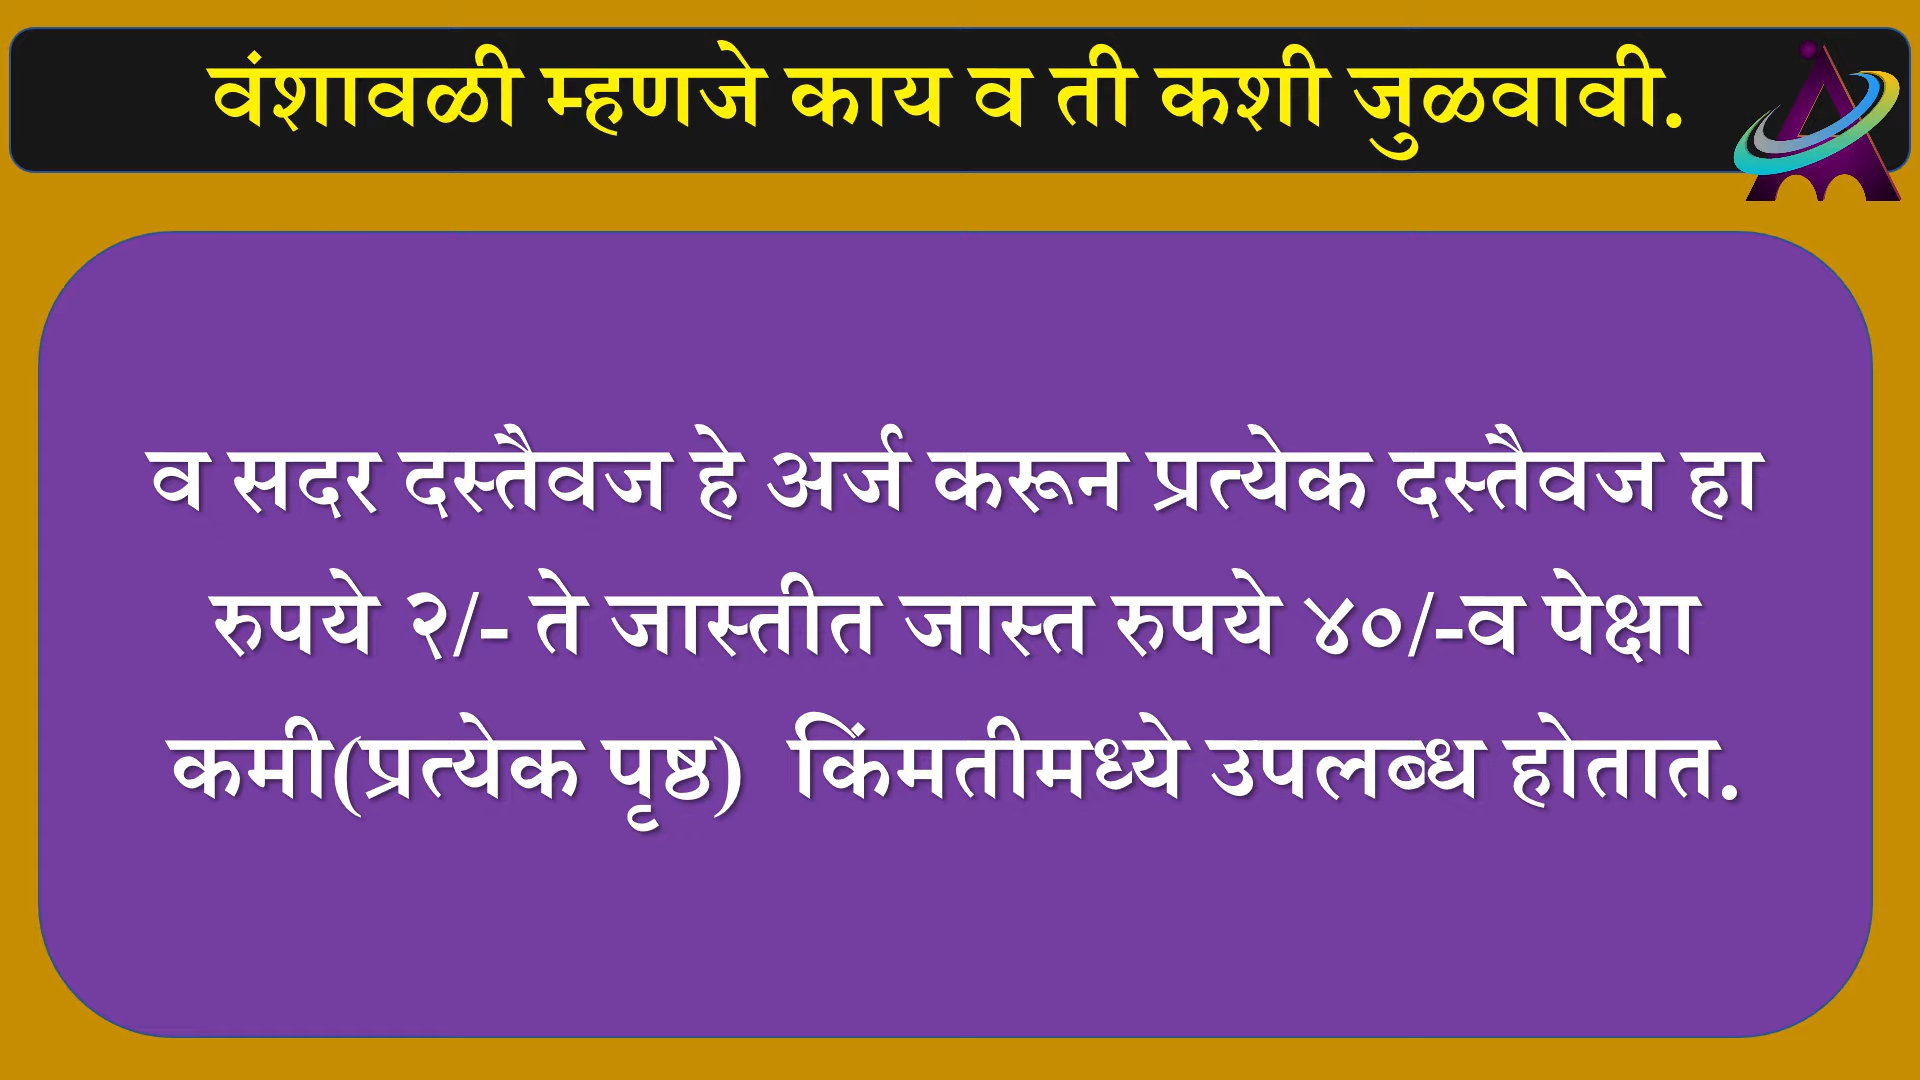 वंशावळी म्हणजे काय व ती कशी जुळवावी.
व सदर दस्तैवज हे अर्ज करून प्रत्येक दस्तैवज हा
रुपये २/- ते जास्तीत जास्त रुपये ४०/-व पेक्षा
कमी(प्रत्येक पृष्ठ) किंमतीमध्ये उपलब्ध होतात.